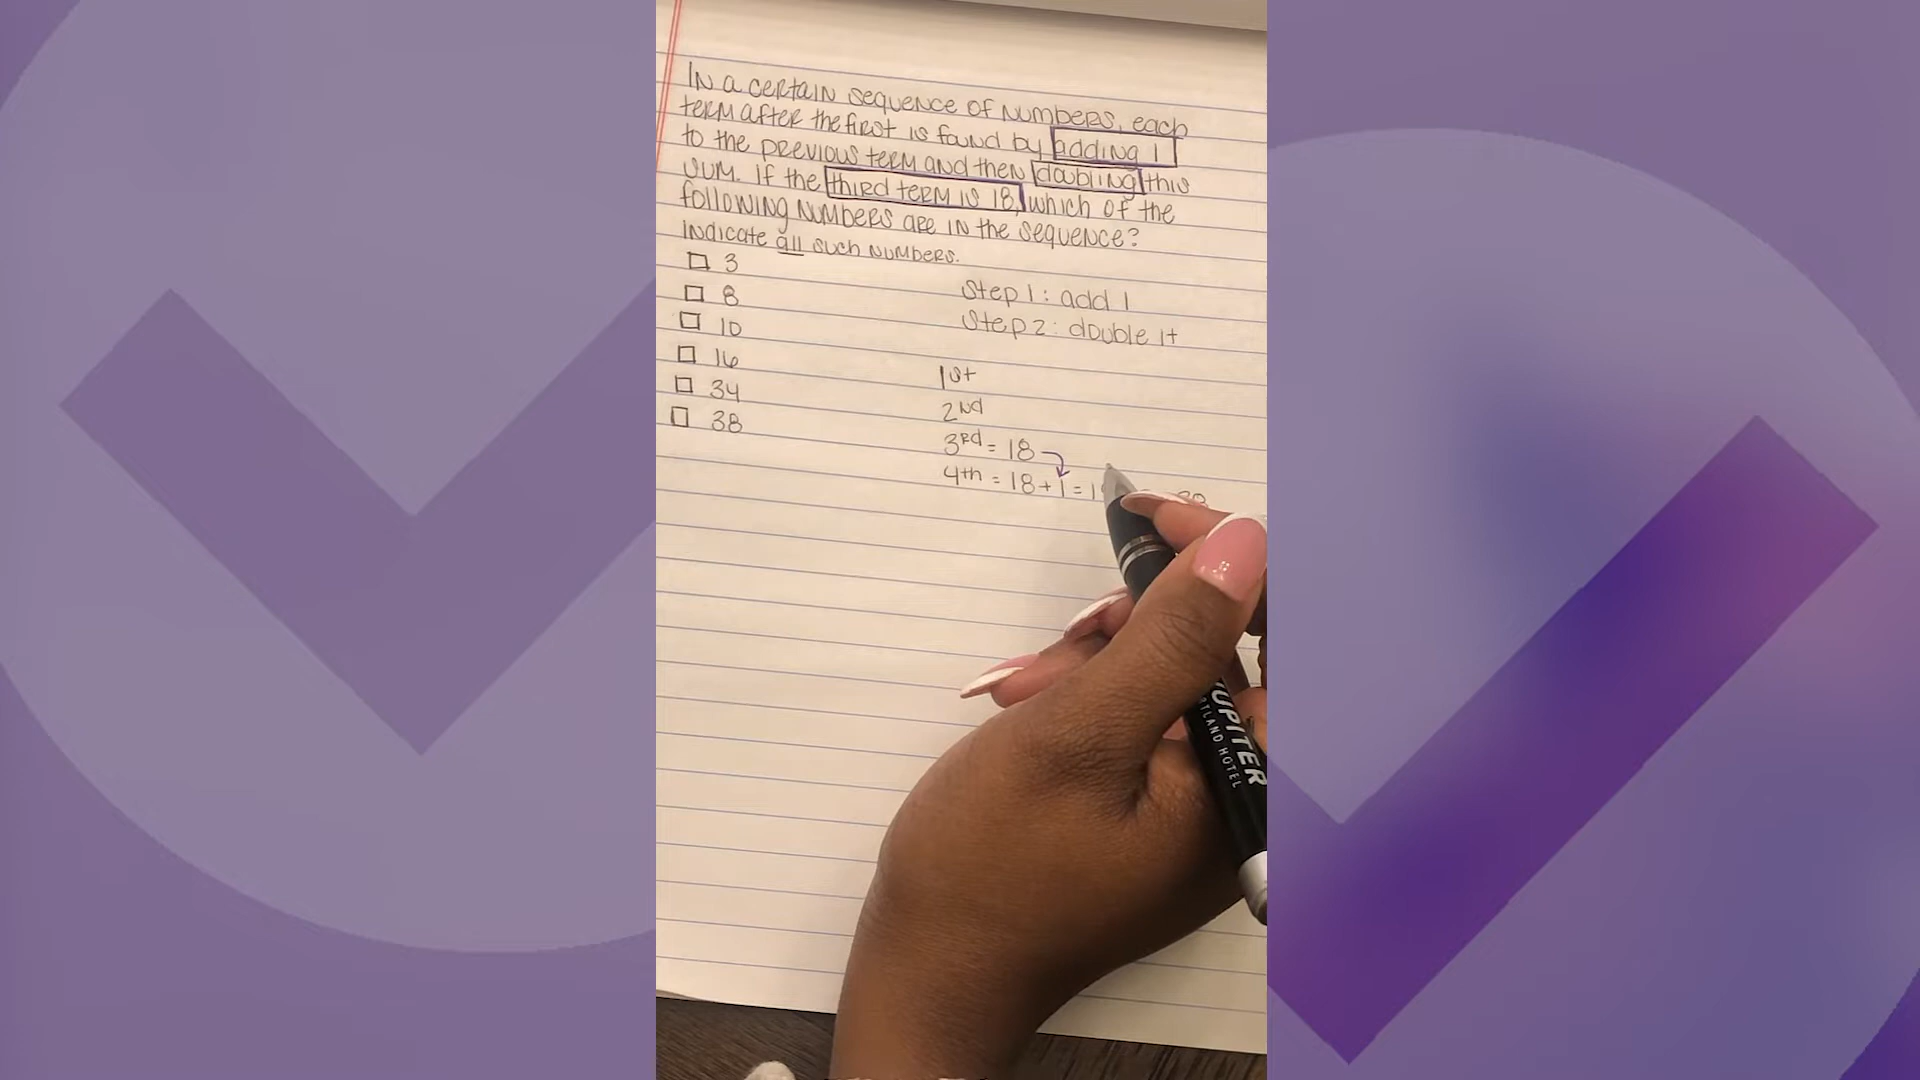 IN a certain sequence of numbers, each
term after the first is found by adding 1
to the previous term and then doubling this
sum. If the third term is 18, which of the
following numbers are in the sequence?
Indicate all such numbers.
3
8
10
16
34
38
Step 1: add 1
Step 2: double it
1st
2nd
3rd = 18
4th = 18 + 1 =
JUPITER
RTLAND HOTEL